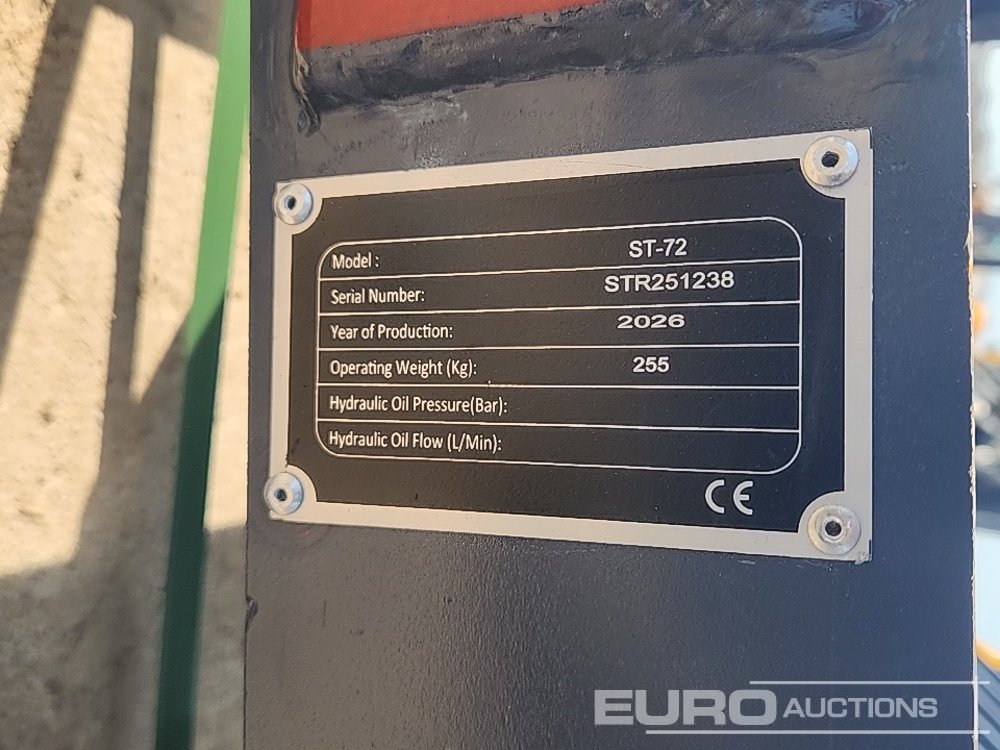 Model : ST-72
Serial Number: STR251238
Year of Production: 2026
Operating Weight (Kg): 255
Hydraulic Oil Pressure(Bar):
Hydraulic Oil Flow (L/Min):
CE
EURO AUCTIONS